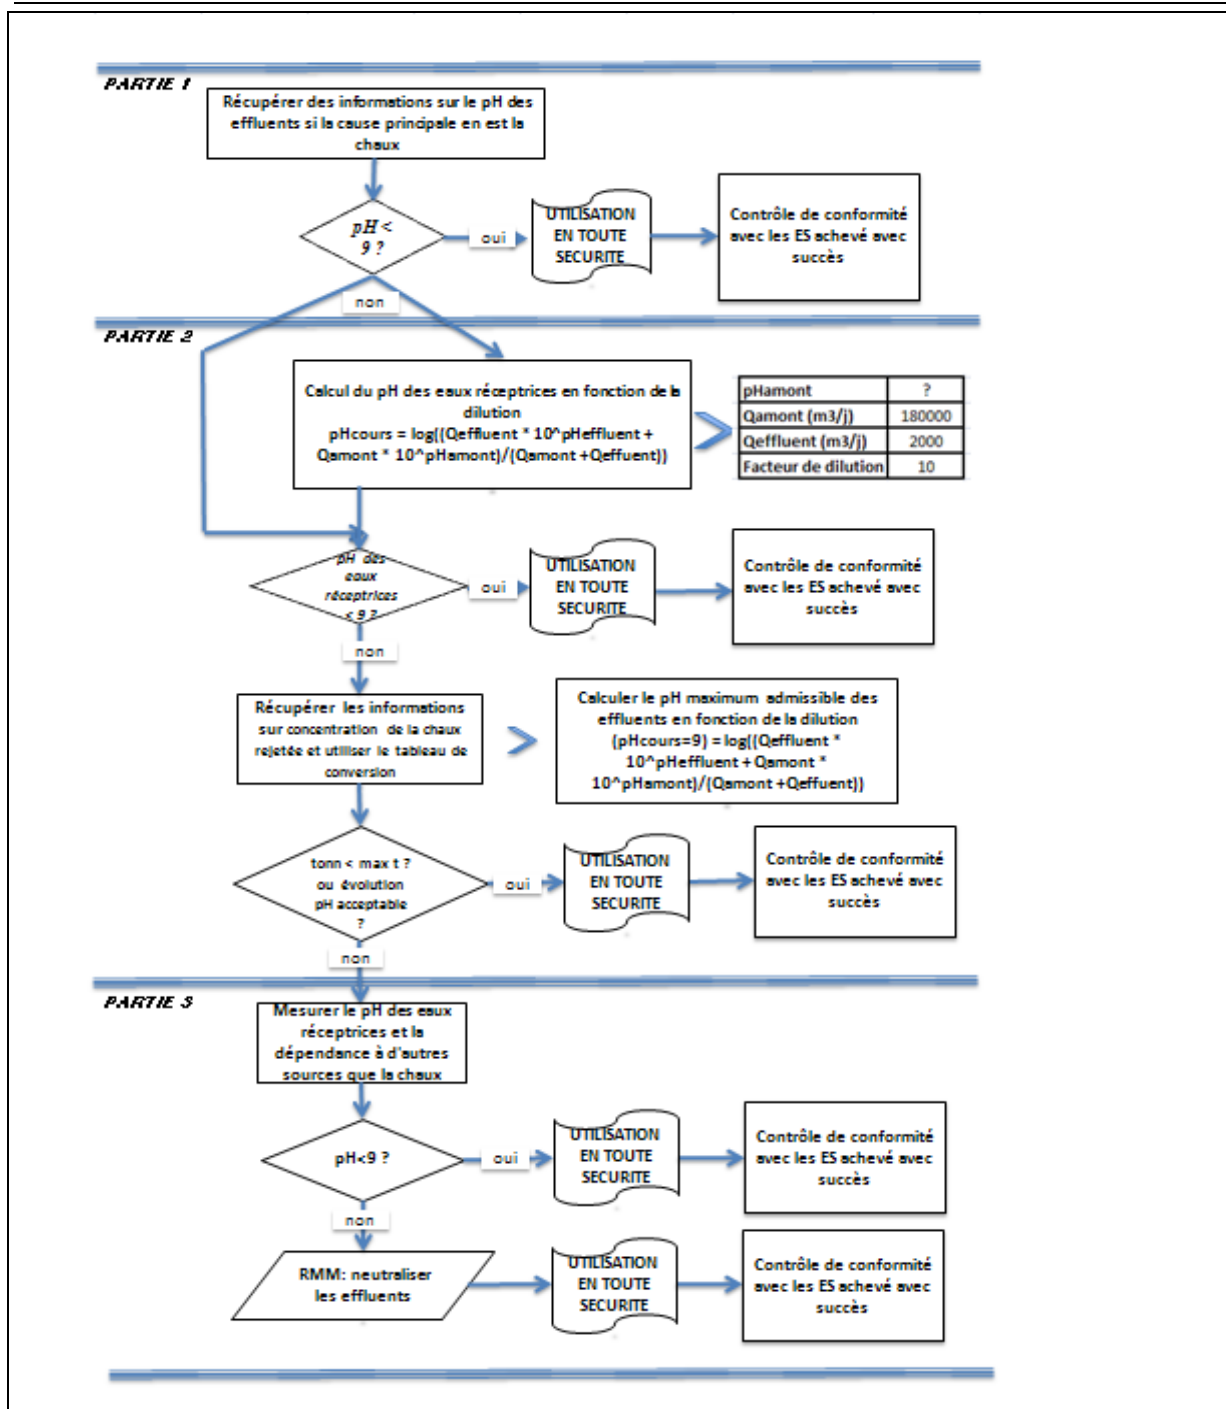 PARTIE 1
Récupérer des informations sur le pH des
effluents si la cause principale en est la
chaux
pH <
9 ?
oui
UTILISATION
EN TOUTE
SECURITE
Contrôle de conformité
avec les ES achevé avec
succès
non
PARTIE 2
Calcul du pH des eaux réceptrices en fonction de la
dilution
pHcours = log((Qeffluent * 10^pHeffluent +
Qamont * 10^pHamont)/(Qamont +Qeffuent))
pHamont ?
Qamont (m3/j) 180000
Qeffluent (m3/j) 2000
Facteur de dilution 10
pH des
eaux
réceptrices
< 9 ?
oui
UTILISATION
EN TOUTE
SECURITE
Contrôle de conformité
avec les ES achevé avec
succès
non
Récupérer les informations
sur concentration de la chaux
rejetée et utiliser le tableau de
conversion
Calculer le pH maximum admissible des
effluents en fonction de la dilution
(pHcours=9) = log((Qeffluent *
10^pHeffluent + Qamont *
10^pHamont)/(Qamont +Qeffuent))
tonn < max t ?
ou évolution
pH acceptable
?
oui
UTILISATION
EN TOUTE
SECURITE
Contrôle de conformité
avec les ES achevé avec
succès
non
PARTIE 3
Mesurer le pH des eaux
réceptrices et la
dépendance à d'autres
sources que la chaux
pH<9 ?
oui
UTILISATION
EN TOUTE
SECURITE
Contrôle de conformité
avec les ES achevé avec
succès
non
RMM: neutraliser
les effluents
UTILISATION
EN TOUTE
SECURITE
Contrôle de conformité
avec les ES achevé avec
succès